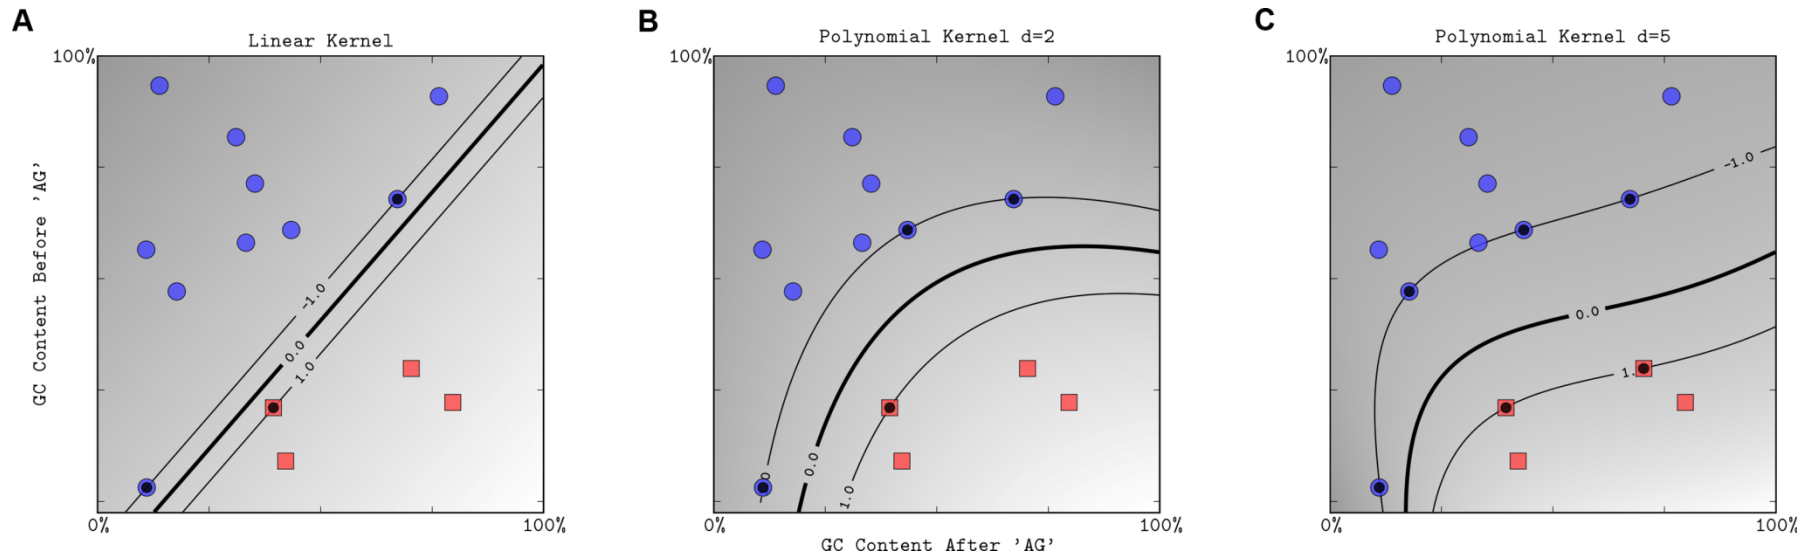 A
Linear Kernel
100%
GC Content Before 'AG'
-1.0
0.0
1.0
0%
100%
B
Polynomial Kernel d=2
100%
0
0.0
1.0
0%
100%
GC Content After 'AG'
C
Polynomial Kernel d=5
100%
-1.0
0.0
1.
0%
100%